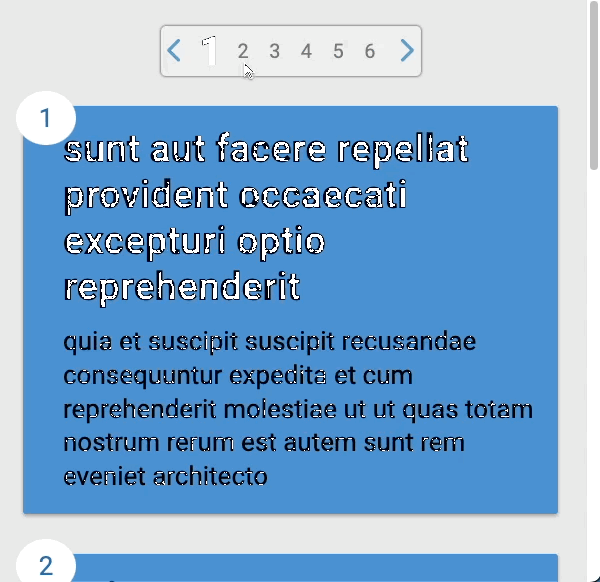 1 2 3 4 5 6
1
sunt aut facere repellat
provident occaecati
excepturi optio
reprehenderit
quia et suscipit suscipit recusandae
consequuntur expedita et cum
reprehenderit molestiae ut ut quas totam
nostrum rerum est autem sunt rem
eveniet architecto
2